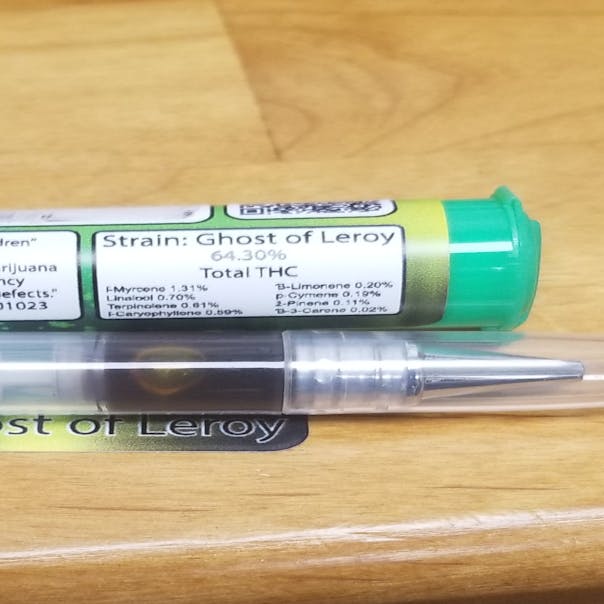 dren"
arijuana
ncy
defects."
01023
Strain: Ghost of Leroy
64.30%
Total THC
Myrcene 1.31%
Linalool 0.70%
Terpinolene 0.61%
Caryophyllene 0.59%
B-Limonene 0.20%
p-Cymene 0.19%
2-Pinene 0.11%
B-3-Carene 0.02%
ost of Leroy